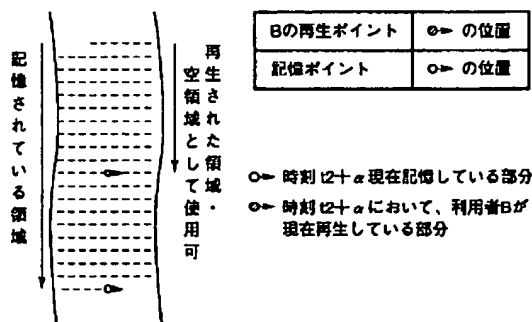 記憶されている領域
再生された領域・
空領域として使用可
Bの再生ポイント の位置
記憶ポイント の位置
時刻t2+α現在記憶している部分
時刻t2+αにおいて、利用者Bが
現在再生している部分